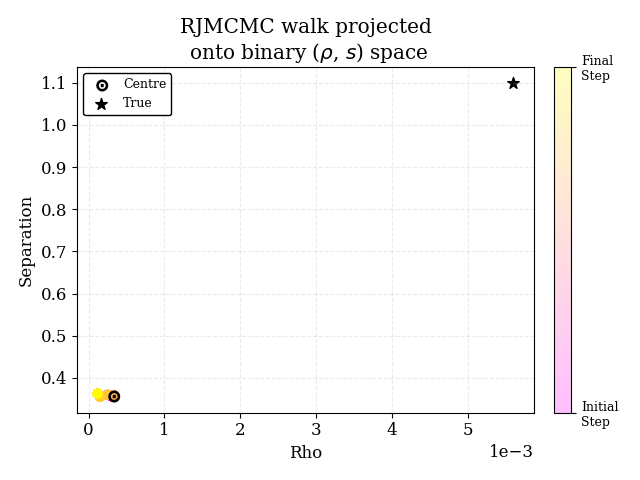 RJMCMC walk projected
onto binary (ρ, s) space
Centre
True
Separation
1.1
1.0
0.9
0.8
0.7
0.6
0.5
0.4
0
1
2
3
4
5
1e−3
Rho
Final
Step
Initial
Step